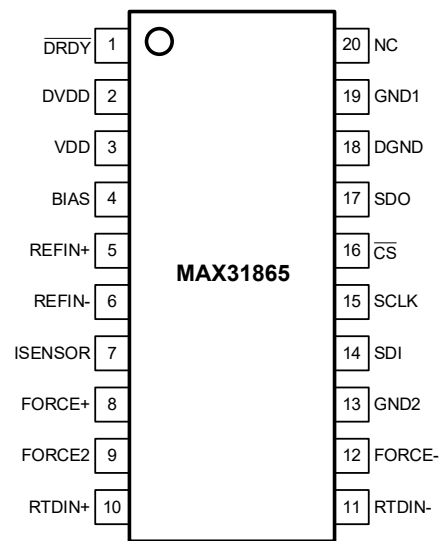 DRDY 1 20 NC
DVDD 2 19 GND1
VDD 3 18 DGND
BIAS 4 17 SDO
REFIN+ 5 16 CS
MAX31865
REFIN- 6 15 SCLK
ISENSOR 7 14 SDI
FORCE+ 8 13 GND2
FORCE2 9 12 FORCE-
RTDIN+ 10 11 RTDIN-